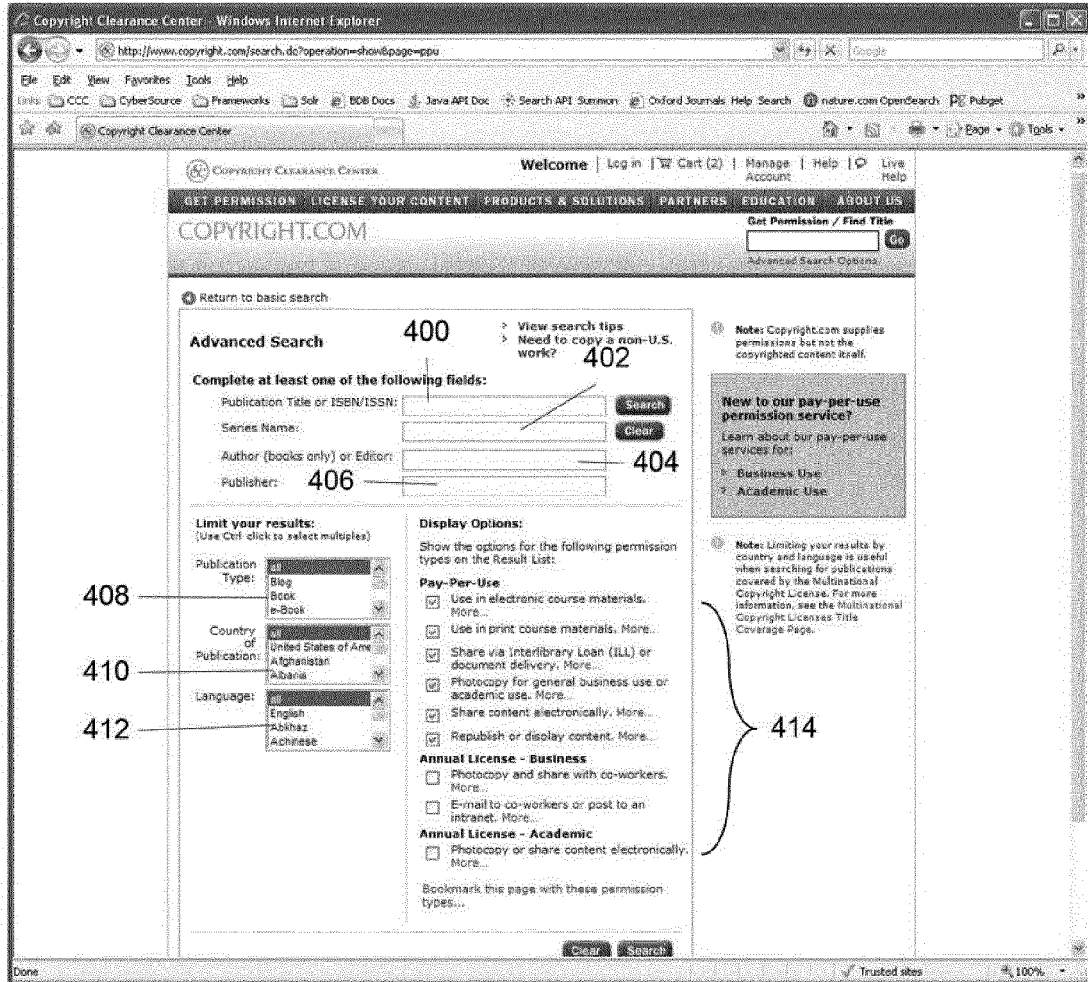 Copyright Clearance Center - Windows Internet Explorer
http://www.copyright.com/search.do?operation=show&page=ppu
Google
File Edit View Favorites Tools Help
Links CCC CyberSource Frameworks Solr BDB Docs Java API Doc Search API Summon Oxford Journals Help Search nature.com OpenSearch Pubget
Copyright Clearance Center
Page Tools
COPYRIGHT CLEARANCE CENTER
Welcome | Log in | Cart (2) | Manage Account | Help | Live Help
GET PERMISSION LICENSE YOUR CONTENT PRODUCTS & SOLUTIONS PARTNERS EDUCATION ABOUT US
COPYRIGHT.COM
Get Permission / Find Title
Go
Advanced Search Options
Return to basic search
Advanced Search
400
View search tips
Need to copy a non-U.S. work?
402
Complete at least one of the following fields:
Publication Title or ISBN/ISSN:
Search
Series Name:
Clear
Author (books only) or Editor:
404
Publisher:
406
Limit your results:
(Use Ctrl-click to select multiples)
Publication Type:
all
Blog
Book
e-Book
408
Country of Publication:
all
United States of Ame
Afghanistan
Albania
410
Language:
all
English
Abkhaz
Achinese
412
Display Options:
Show the options for the following permission
types on the Result List:
Pay-Per-Use
Use in electronic course materials.
More...
Use in print course materials. More...
Share via Interlibrary Loan (ILL) or
document delivery. More...
Photocopy for general business use or
academic use. More...
Share content electronically. More...
Republish or display content. More...
Annual License - Business
Photocopy and share with co-workers.
More...
E-mail to co-workers or post to an
intranet. More...
Annual License - Academic
Photocopy or share content electronically.
More...
414
Bookmark this page with these permission
types...
Clear Search
Note: Copyright.com supplies
permissions but not the
copyrighted content itself.
New to our pay-per-use
permission service?
Learn about our pay-per-use
services for:
Business Use
Academic Use
Note: Limiting your results by
country and language is useful
when searching for publications
covered by the Multinational
Copyright License. For more
information, see the Multinational
Copyright Licenses Title
Coverage Page.
Done
Trusted sites
100%